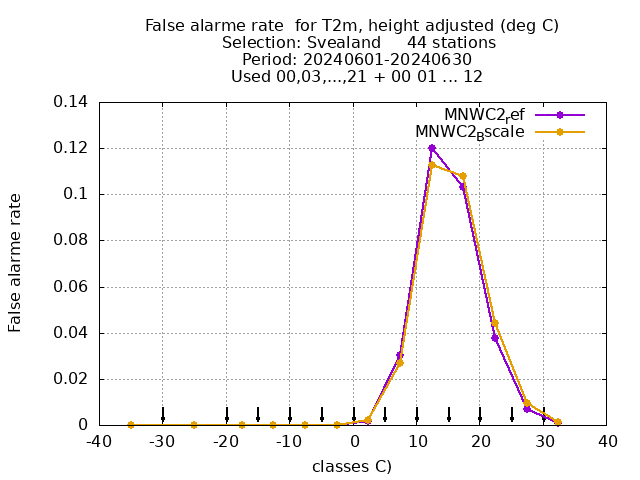 False alarme rate  for T2m, height adjusted (deg C)
Selection: Svealand     44 stations
Period: 20240601-20240630
Used 00,03,...,21 + 00 01 ... 12
MNWC2ref
MNWC2Bscale
0.14
0.12
0.1
0.08
0.06
0.04
0.02
0
False alarme rate
-40 -30 -20 -10 0 10 20 30 40
classes C)